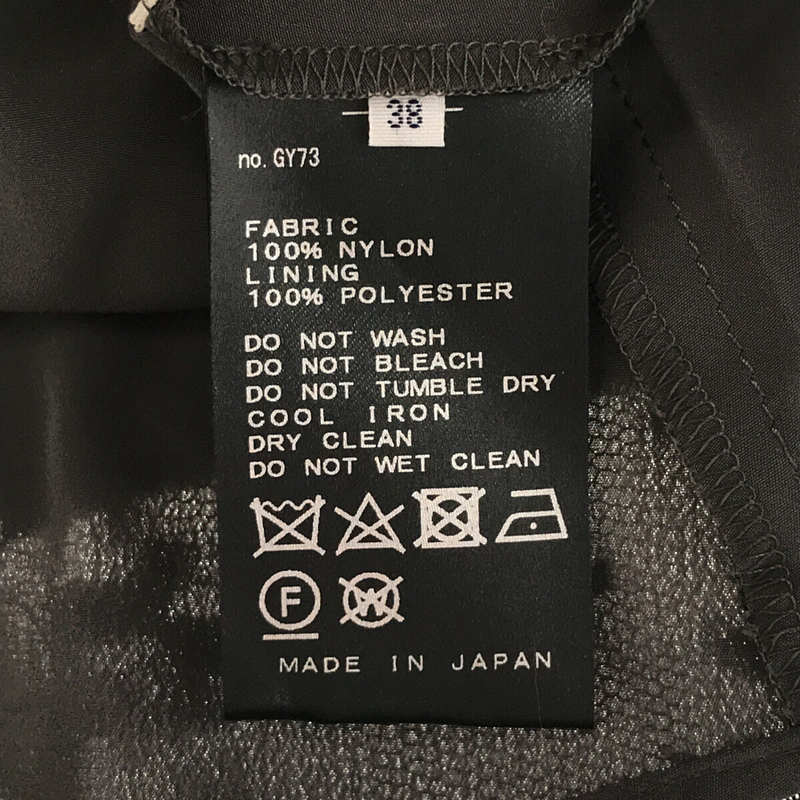 38
no. GY73
FABRIC
100% NYLON
LINING
100% POLYESTER
DO NOT WASH
DO NOT BLEACH
DO NOT TUMBLE DRY
COOL IRON
DRY CLEAN
DO NOT WET CLEAN
F W
MADE IN JAPAN